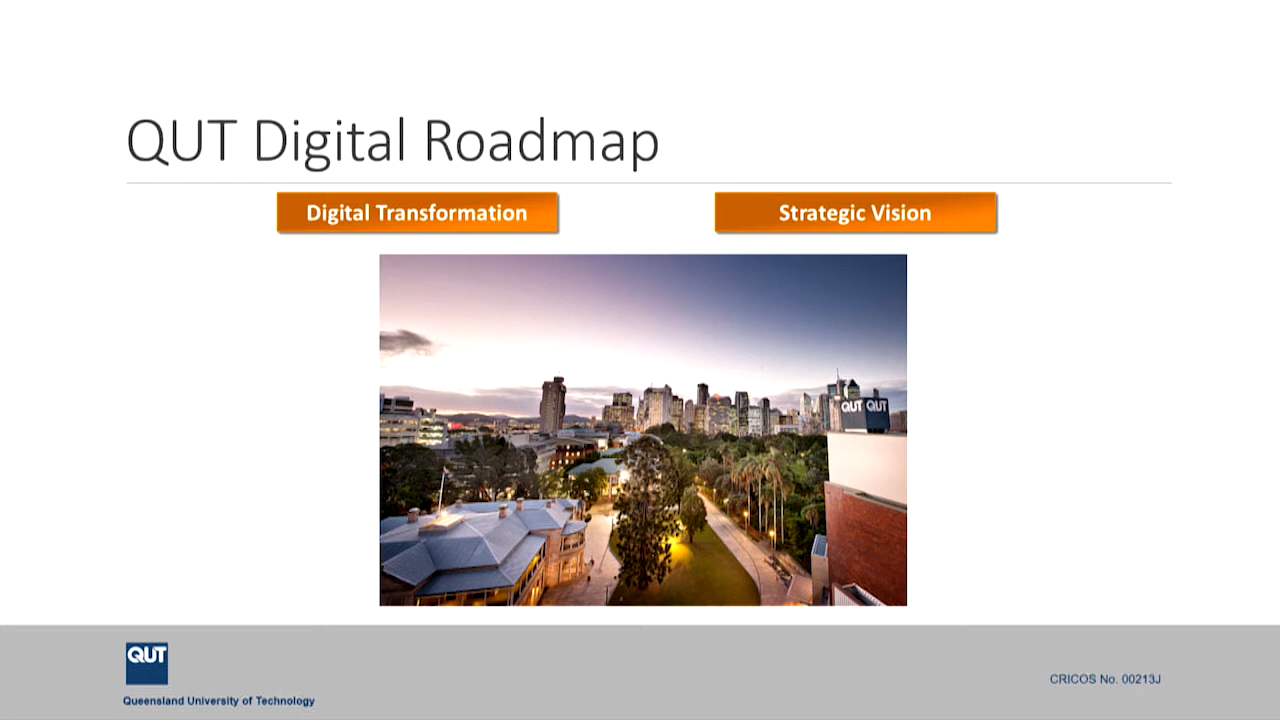 QUT Digital Roadmap
Digital Transformation
Strategic Vision
QUT QUT
QUT
Queensland University of Technology
CRICOS No. 00213J